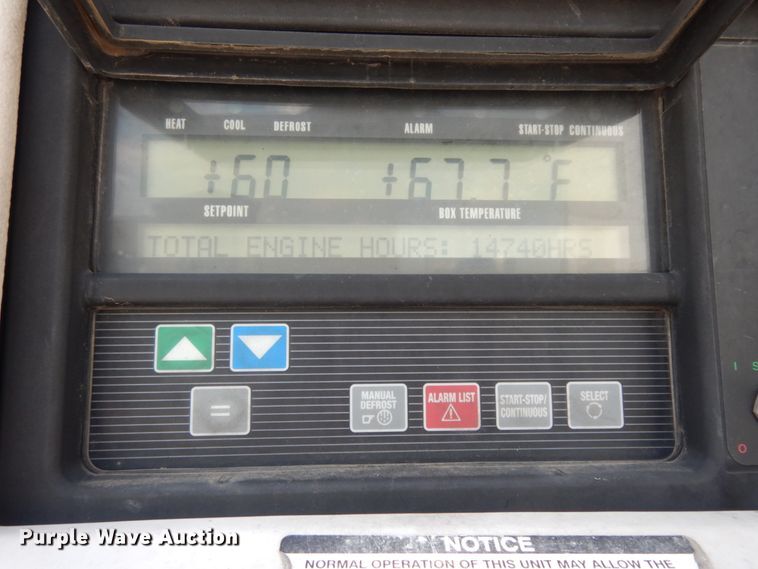 HEAT COOL DEFROST ALARM START-STOP CONTINUOUS
+60 +67.7 °F
SETPOINT BOX TEMPERATURE
TOTAL ENGINE HOURS: 14740HRS
MANUAL DEFROST
ALARM LIST
START-STOP/ CONTINUOUS
SELECT
=
I S
O
Purple Wave Auction
NOTICE
NORMAL OPERATION OF THIS UNIT MAY ALLOW THE